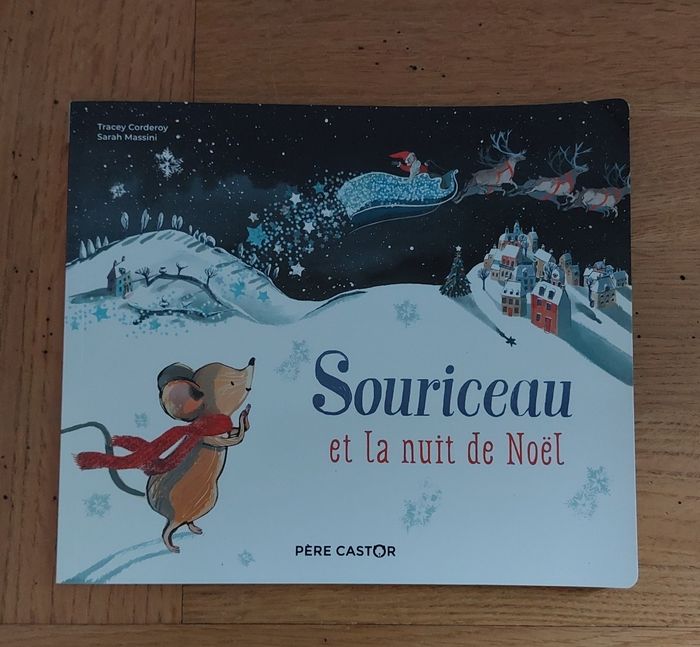 Tracey Corderoy
Sarah Massini
Souriceau
et la nuit de Noël
PÈRE CASTOR